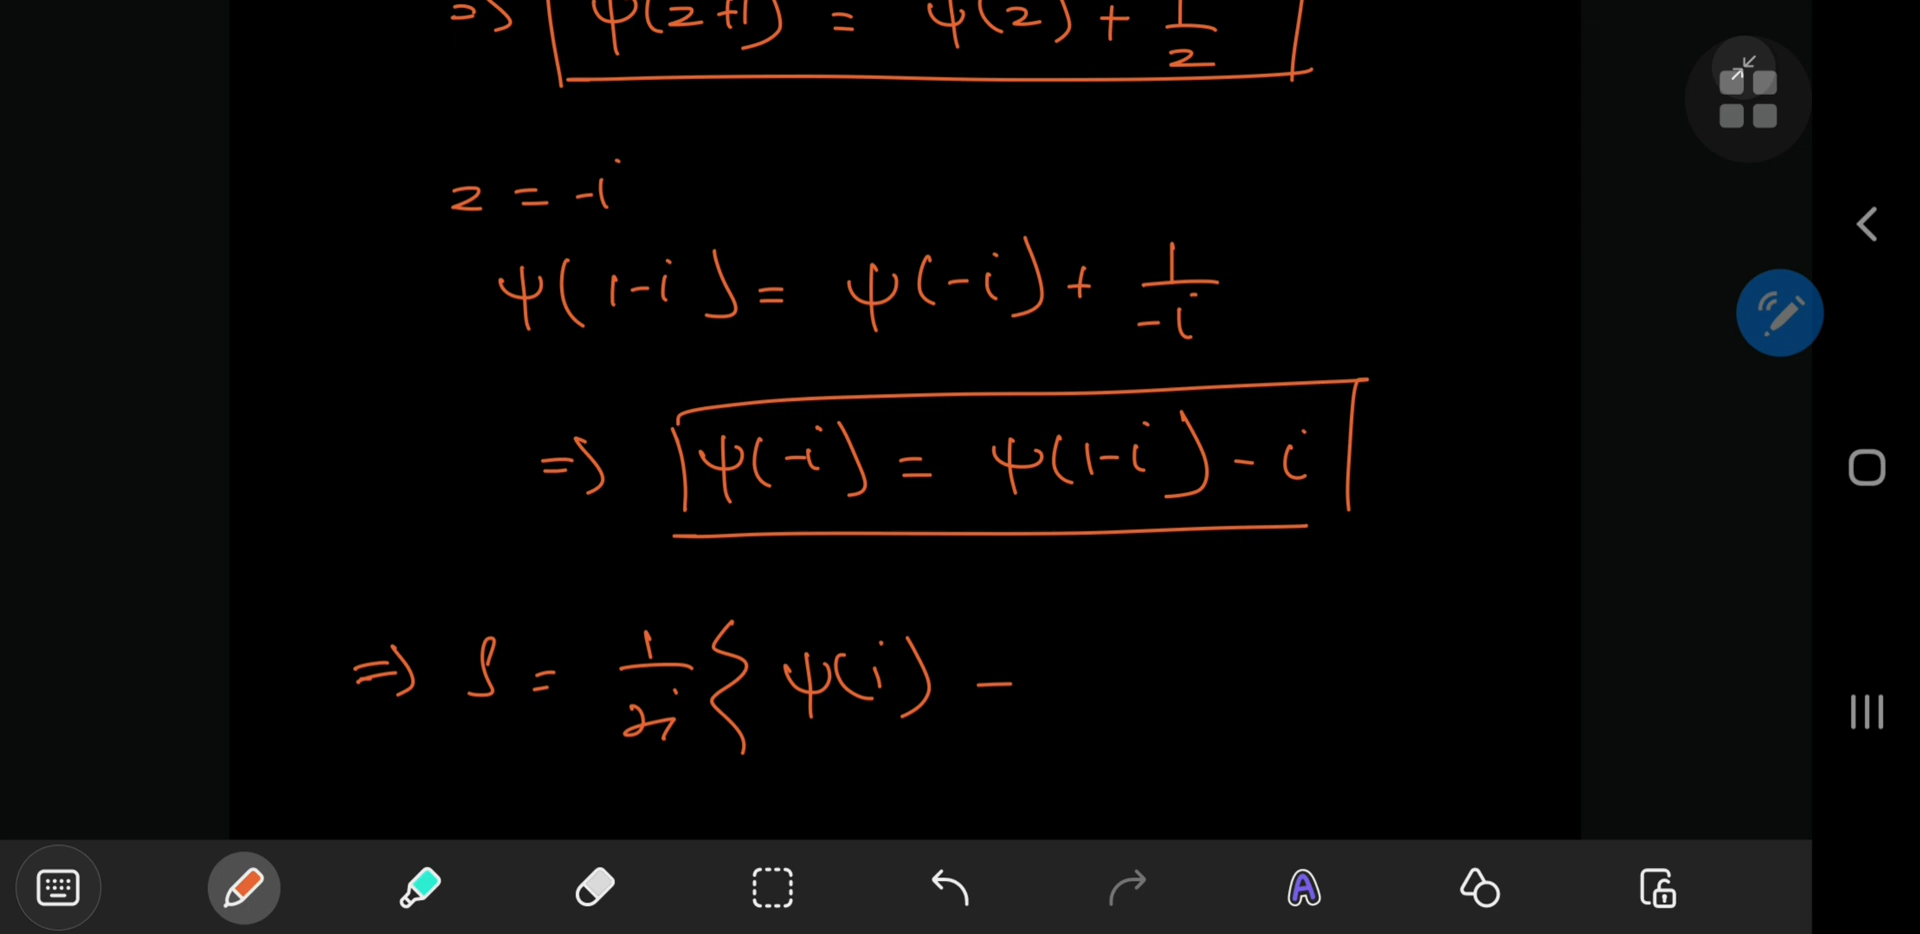 => ψ(z+1) = ψ(z) + 1/z
z = -i
ψ(1-i) = ψ(-i) + 1/-i
=> ψ(-i) = ψ(1-i) - i
=> S = 1/2i { ψ(i) -
A